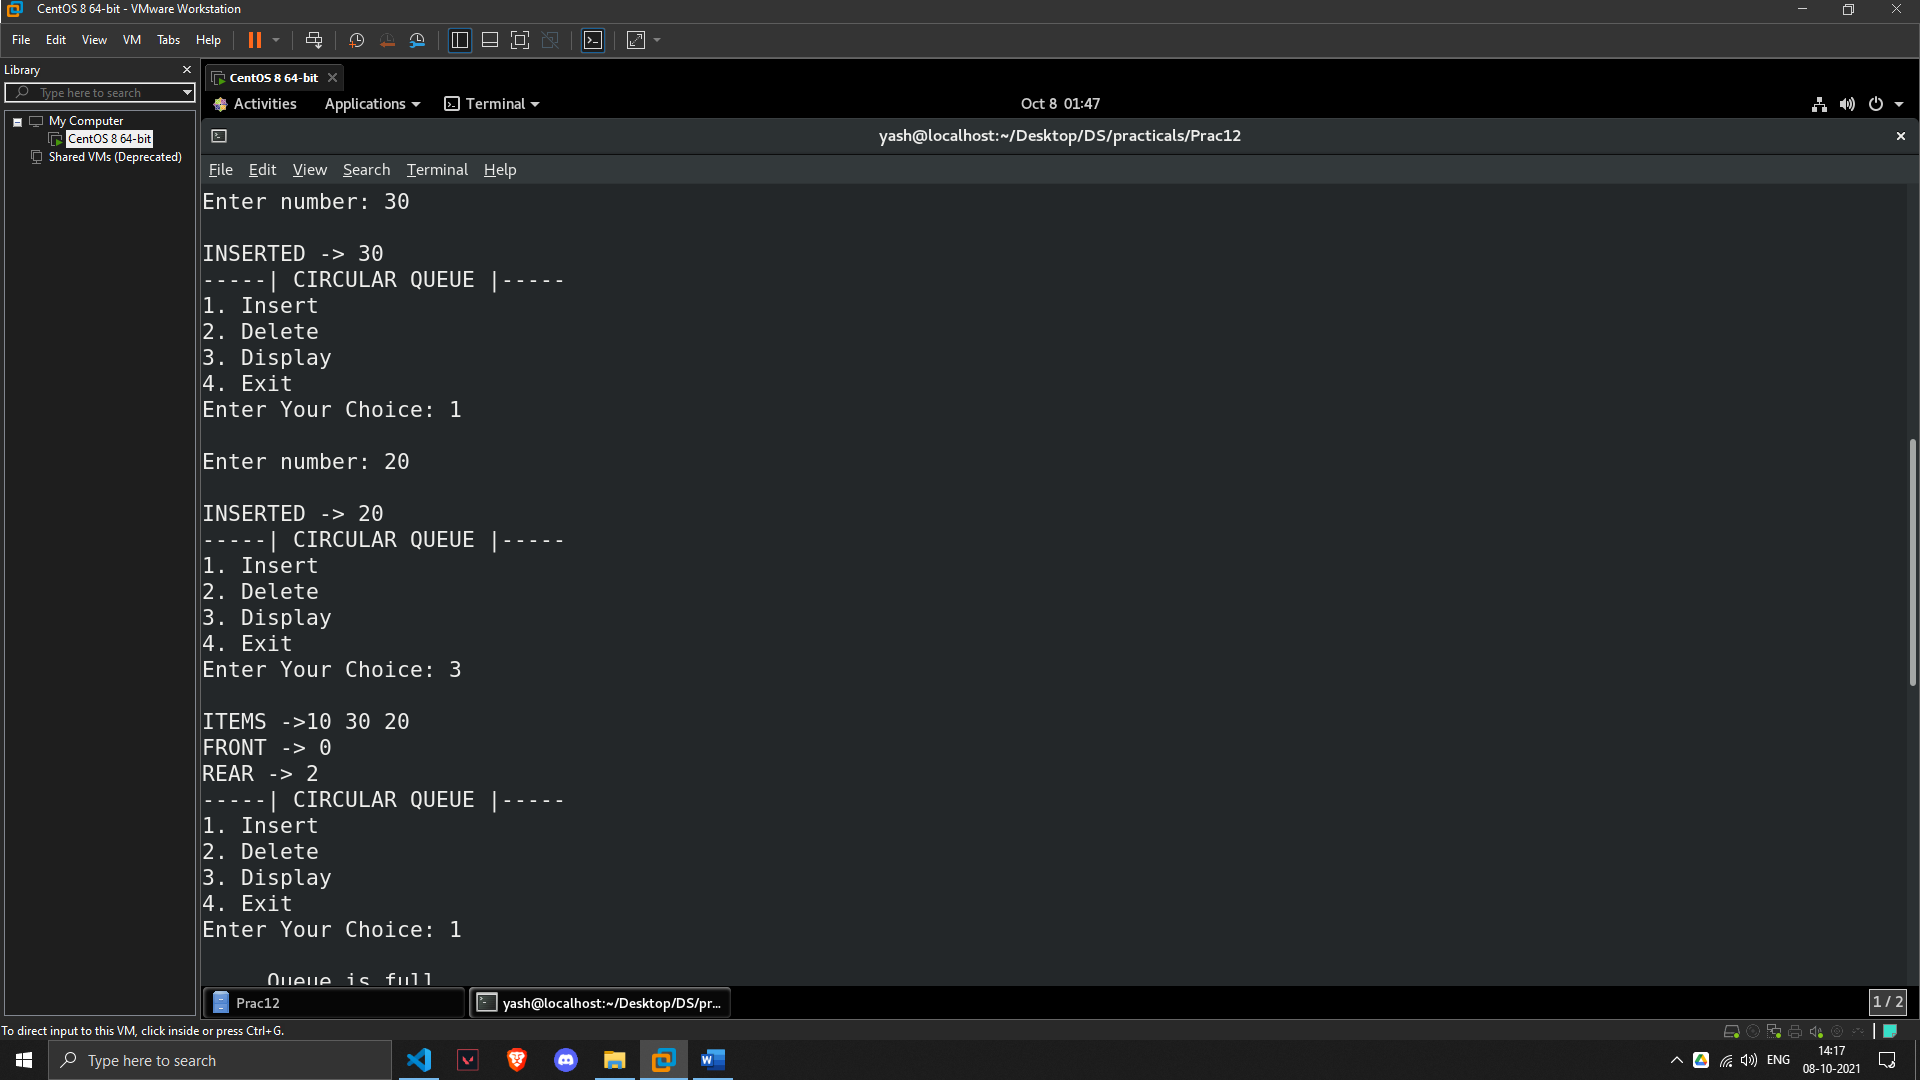 CentOS 8 64-bit - VMware Workstation
File Edit View VM Tabs Help
Library
Type here to search
My Computer
CentOS 8 64-bit
Shared VMs (Deprecated)
CentOS 8 64-bit
Activities Applications Terminal Oct 8 01:47
yash@localhost:~/Desktop/DS/practicals/Prac12
File Edit View Search Terminal Help
Enter number: 30
INSERTED -> 30
-----| CIRCULAR QUEUE |-----
1. Insert
2. Delete
3. Display
4. Exit
Enter Your Choice: 1
Enter number: 20
INSERTED -> 20
-----| CIRCULAR QUEUE |-----
1. Insert
2. Delete
3. Display
4. Exit
Enter Your Choice: 3
ITEMS ->10 30 20
FRONT -> 0
REAR -> 2
-----| CIRCULAR QUEUE |-----
1. Insert
2. Delete
3. Display
4. Exit
Enter Your Choice: 1
Queue is full
Prac12
yash@localhost:~/Desktop/DS/pr...
1 / 2
To direct input to this VM, click inside or press Ctrl+G.
Type here to search
ENG
14:17
08-10-2021